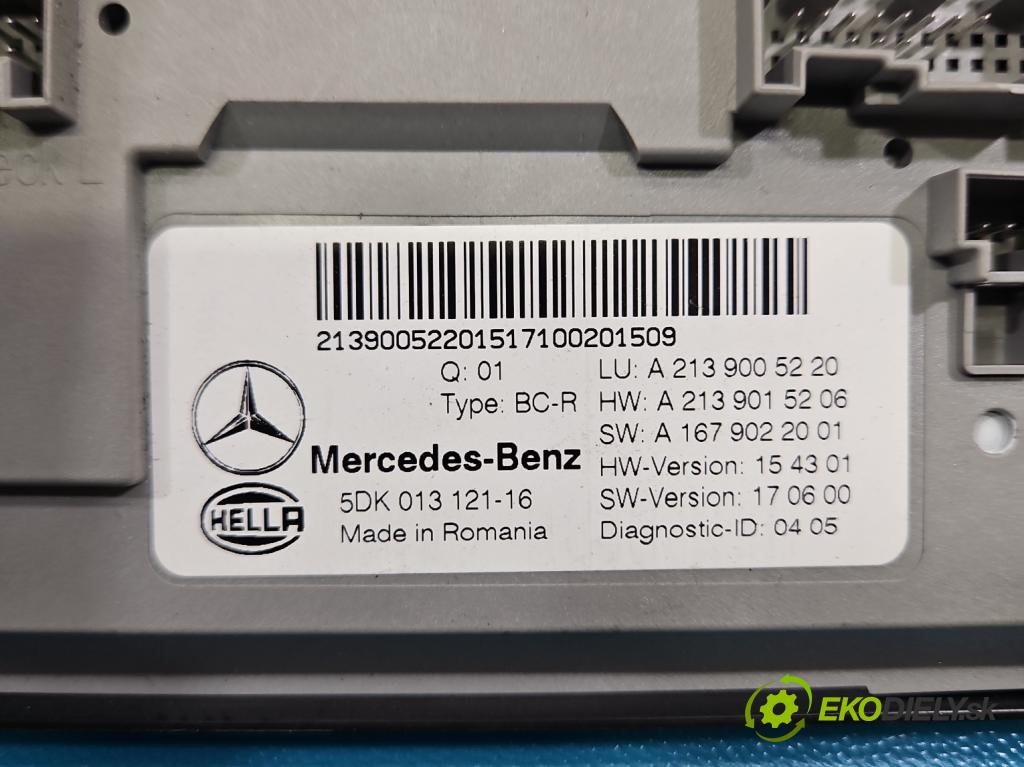 2139005220151710020 1509
Q: 01
LU: A 213 900 52 20
Type: BC-R
HW: A 213 901 52 06
SW: A 167 902 20 01
Mercedes-Benz
HW-Version: 15 43 01
HELLA
5DK 013 121-16
SW-Version: 17 06 00
Made in Romania
Diagnostic-ID: 04 05
EKODIELY.sk